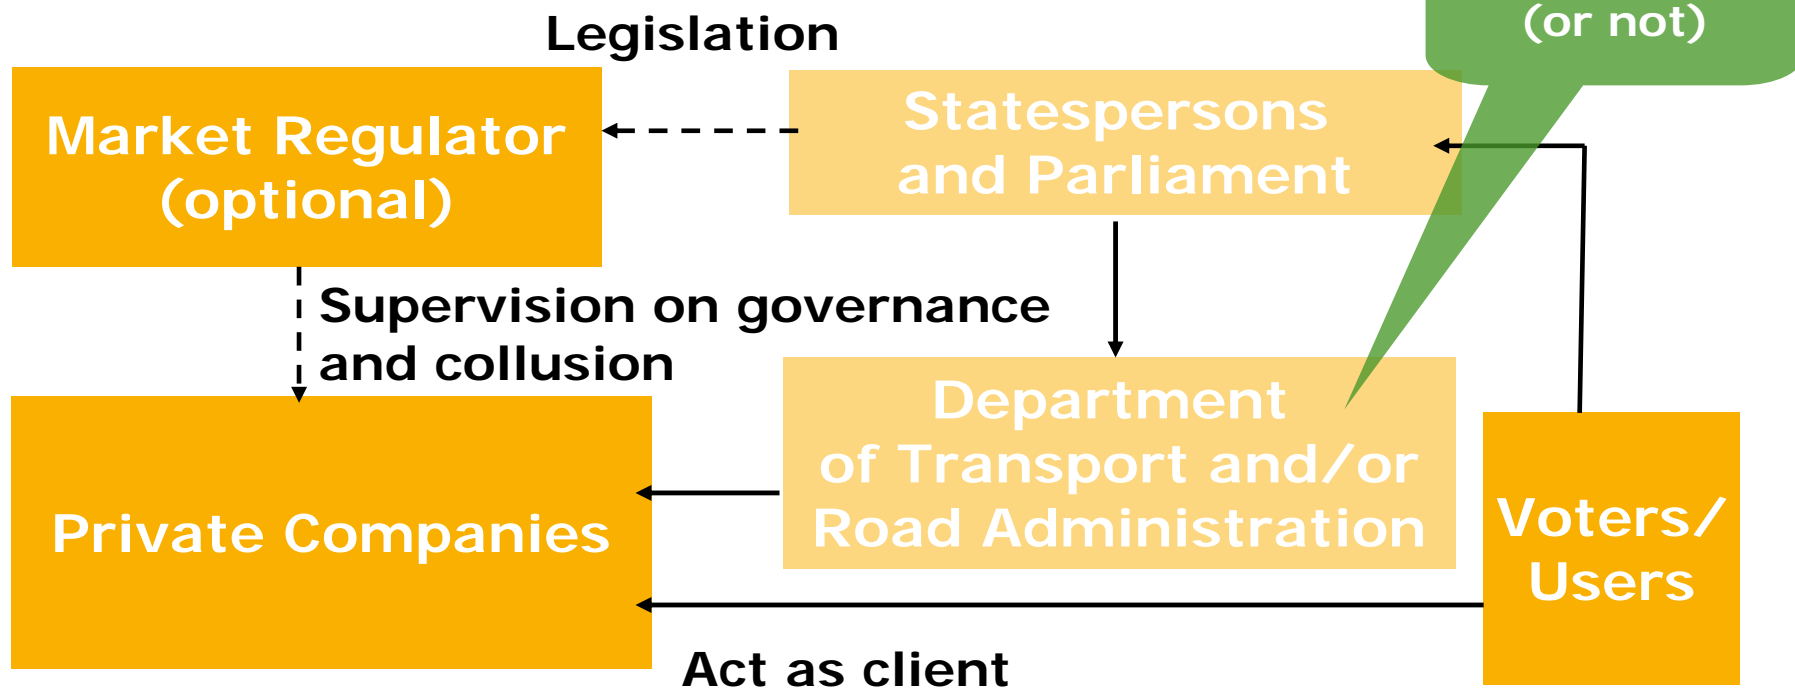 (or not)
Legislation
Market Regulator
(optional)
Statespersons
and Parliament
Supervision on governance
and collusion
Department
of Transport and/or
Road Administration
Private Companies
Voters/
Users
Act as client